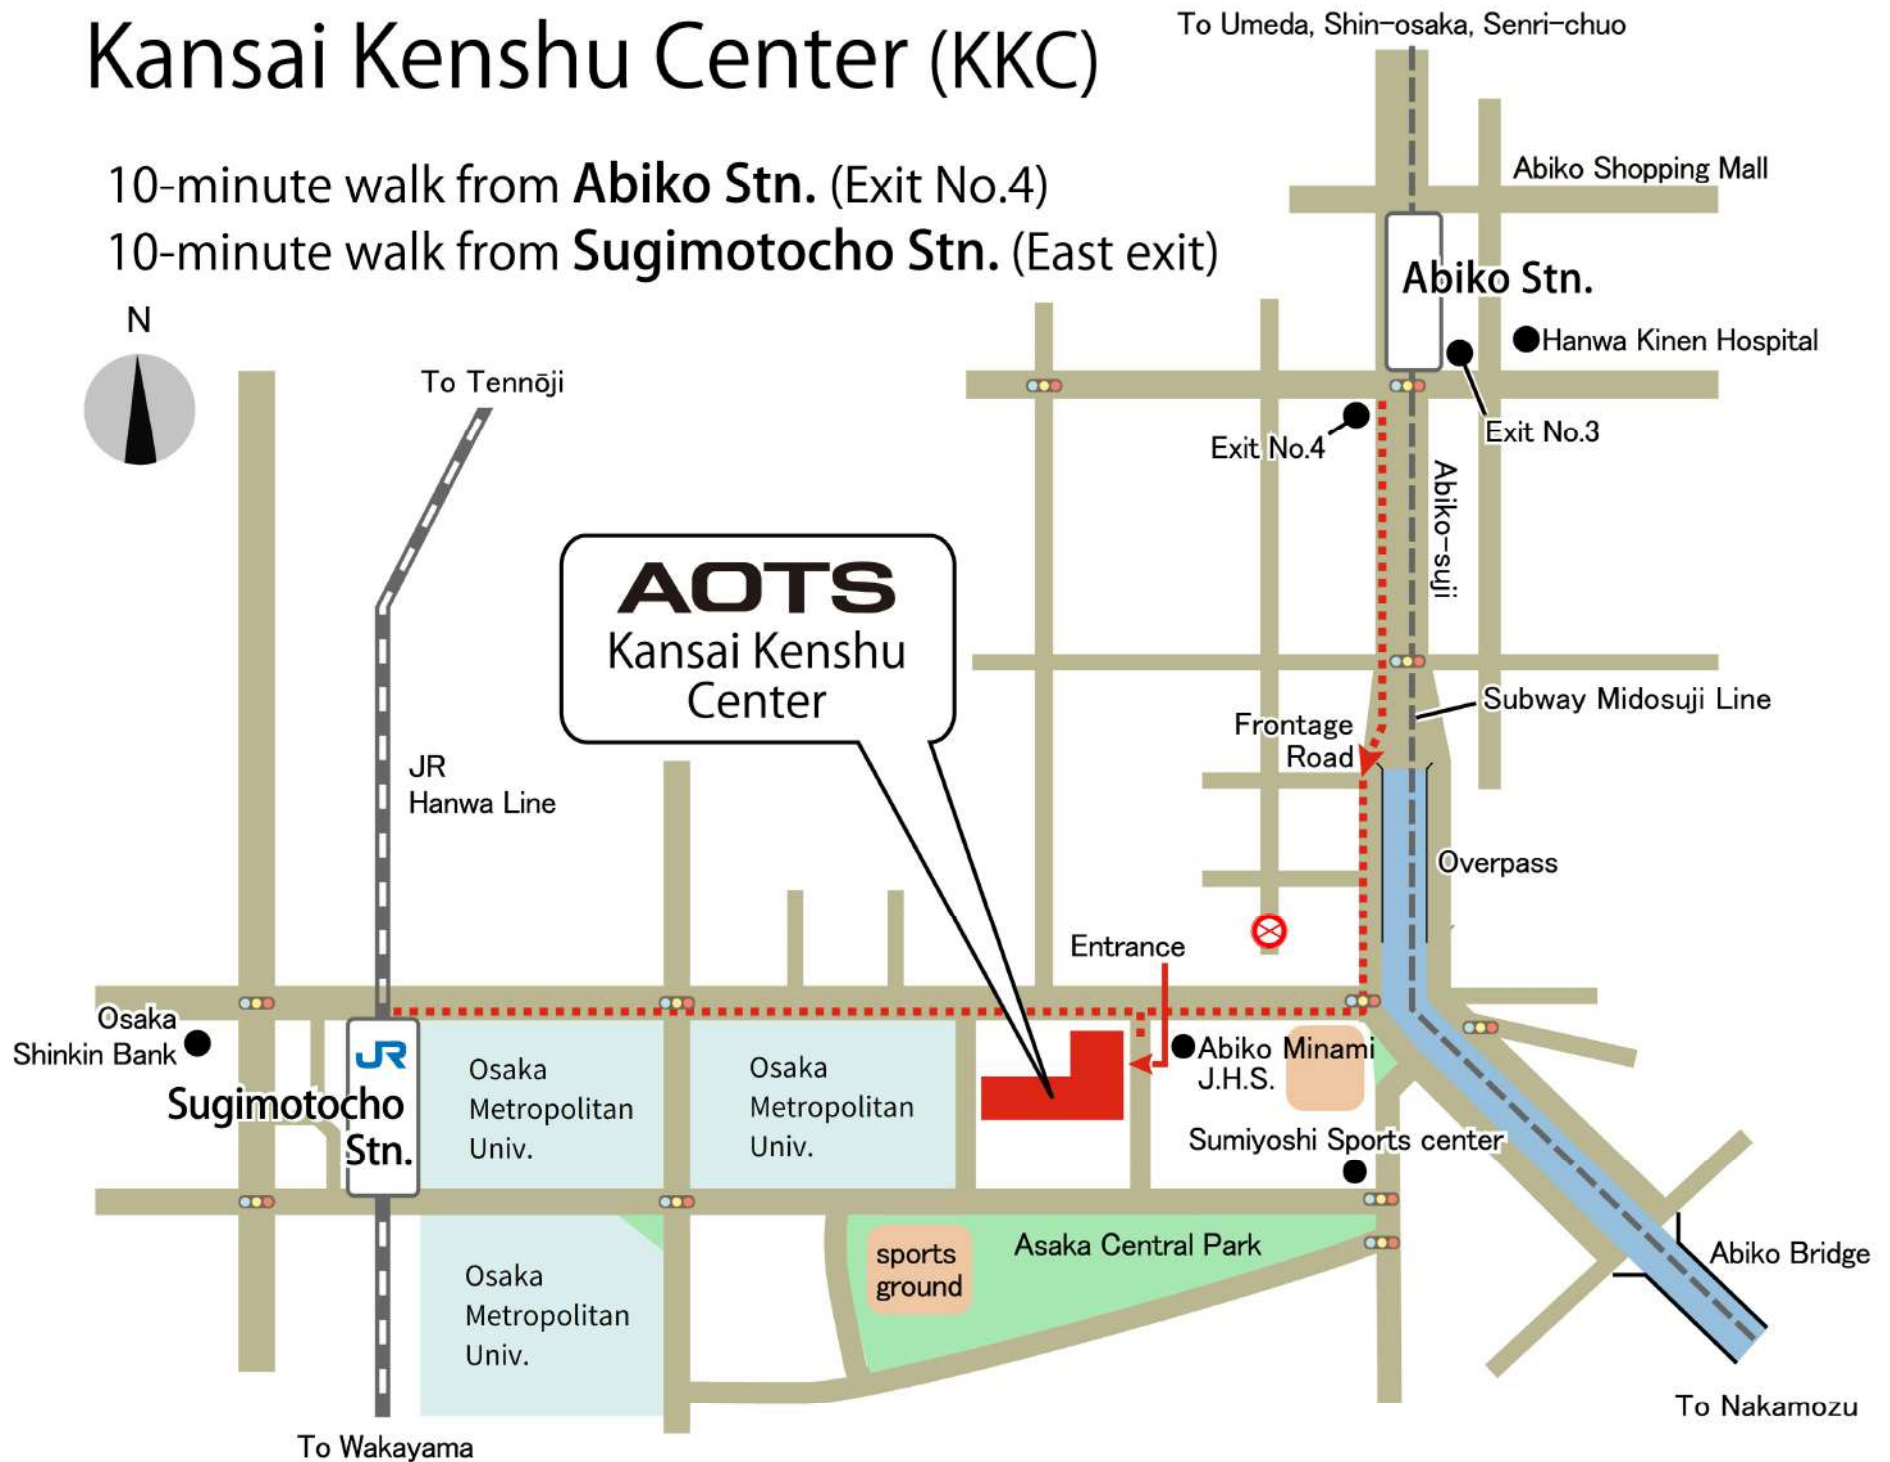 Kansai Kenshu Center (KKC)
To Umeda, Shin-osaka, Senri-chuo
10-minute walk from Abiko Stn. (Exit No.4)
10-minute walk from Sugimotocho Stn. (East exit)
Abiko Shopping Mall
Abiko Stn.
N
Hanwa Kinen Hospital
To Tennōji
Exit No.3
Exit No.4
Abiko-suji
AOTS
Kansai Kenshu
Center
Subway Midosuji Line
Frontage
Road
JR
Hanwa Line
Overpass
Entrance
Osaka
Shinkin Bank
JR
Sugimotocho
Stn.
Osaka
Metropolitan
Univ.
Osaka
Metropolitan
Univ.
Abiko Minami
J.H.S.
Sumiyoshi Sports center
Osaka
Metropolitan
Univ.
sports
ground
Asaka Central Park
Abiko Bridge
To Nakamozu
To Wakayama